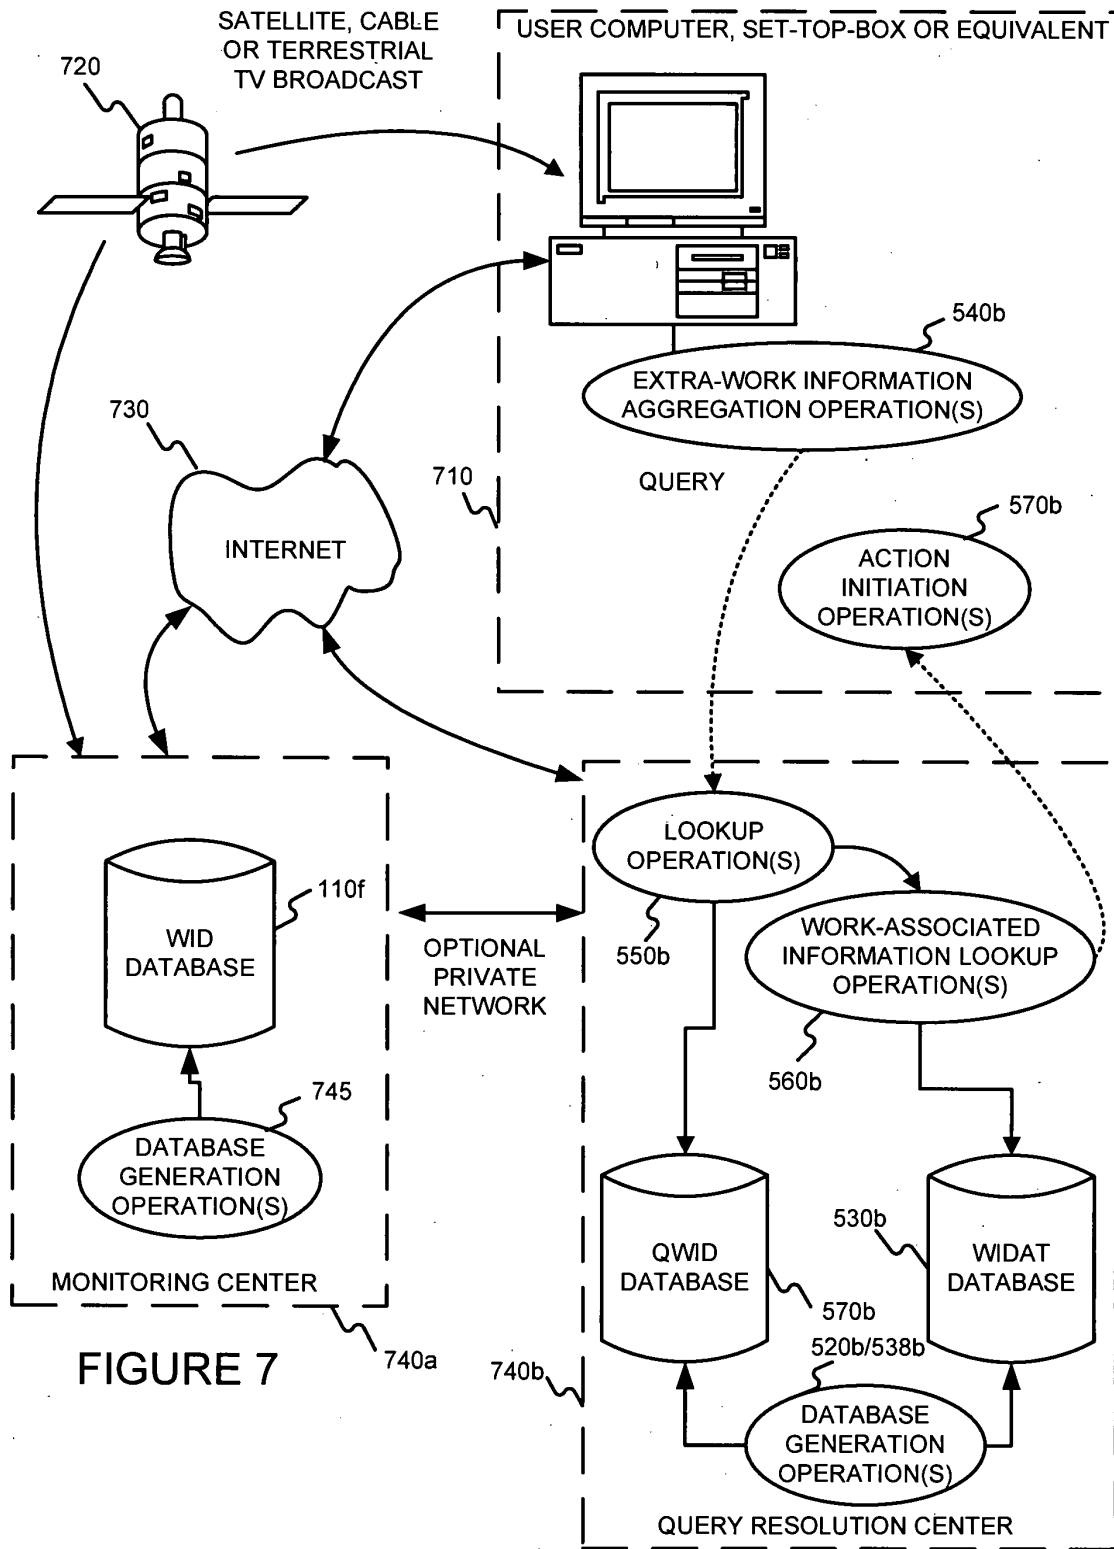 SATELLITE, CABLE
OR TERRESTRIAL
TV BROADCAST
720
USER COMPUTER, SET-TOP-BOX OR EQUIVALENT
540b
EXTRA-WORK INFORMATION
AGGREGATION OPERATION(S)
730
710
QUERY
INTERNET
570b
ACTION
INITIATION
OPERATION(S)
LOOKUP
OPERATION(S)
110f
WID
DATABASE
OPTIONAL
PRIVATE
NETWORK
550b
WORK-ASSOCIATED
INFORMATION LOOKUP
OPERATION(S)
560b
745
DATABASE
GENERATION
OPERATION(S)
530b
QWID
DATABASE
WIDAT
DATABASE
MONITORING CENTER
570b
740a
FIGURE 7
740b
520b/538b
DATABASE
GENERATION
OPERATION(S)
QUERY RESOLUTION CENTER